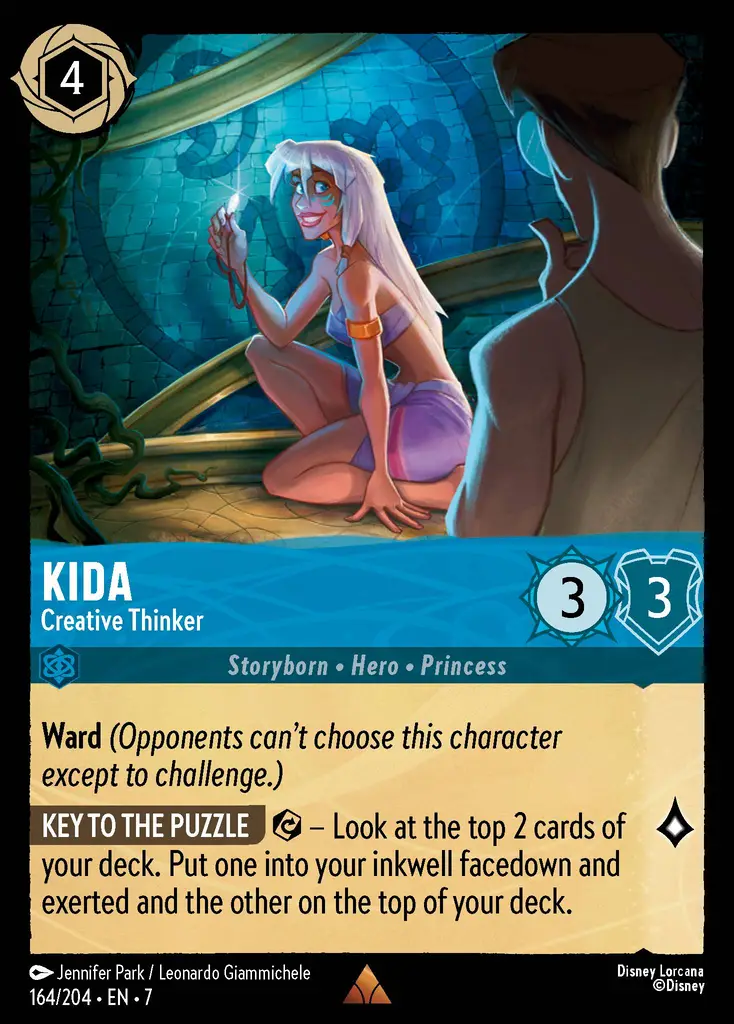 4
KIDA
Creative Thinker
3
3
Storyborn • Hero • Princess
Ward (Opponents can't choose this character
except to challenge.)
KEY TO THE PUZZLE – Look at the top 2 cards of
your deck. Put one into your inkwell facedown and
exerted and the other on the top of your deck.
Jennifer Park / Leonardo Giammichele
164/204 • EN • 7
Disney Lorcana
©Disney